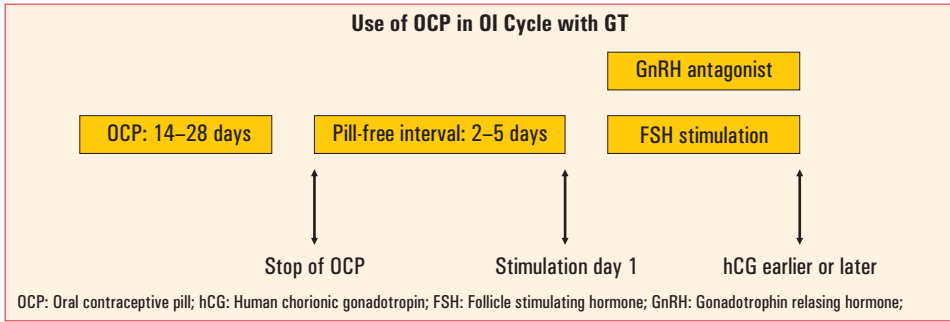 Use of OCP in OI Cycle with GT
GnRH antagonist
OCP: 14–28 days
Pill-free interval: 2–5 days
FSH stimulation
Stop of OCP
Stimulation day 1
hCG earlier or later
OCP: Oral contraceptive pill; hCG: Human chorionic gonadotropin; FSH: Follicle stimulating hormone; GnRH: Gonadotrophin relasing hormone;